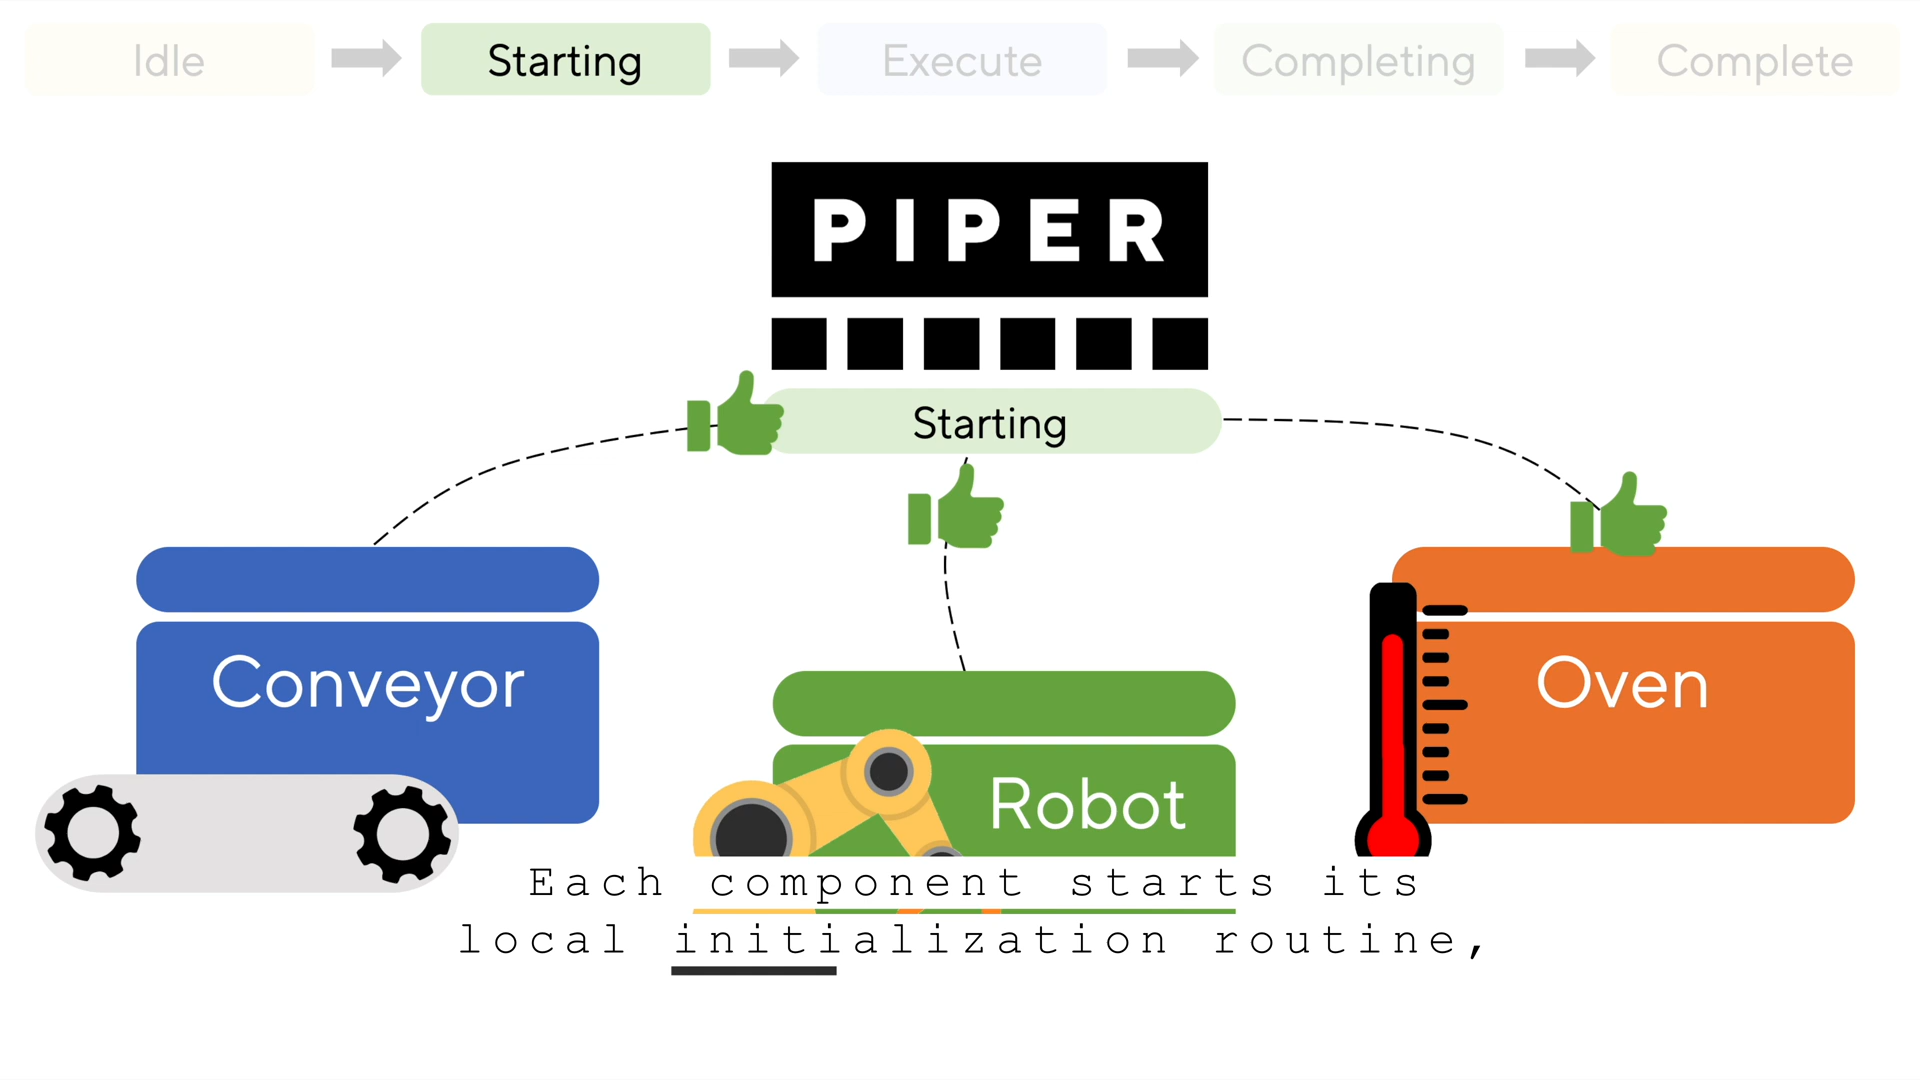 Idle
Starting
Execute
Completing
Complete
PIPER
Starting
Conveyor
Robot
Oven
Each component starts its
local initialization routine,